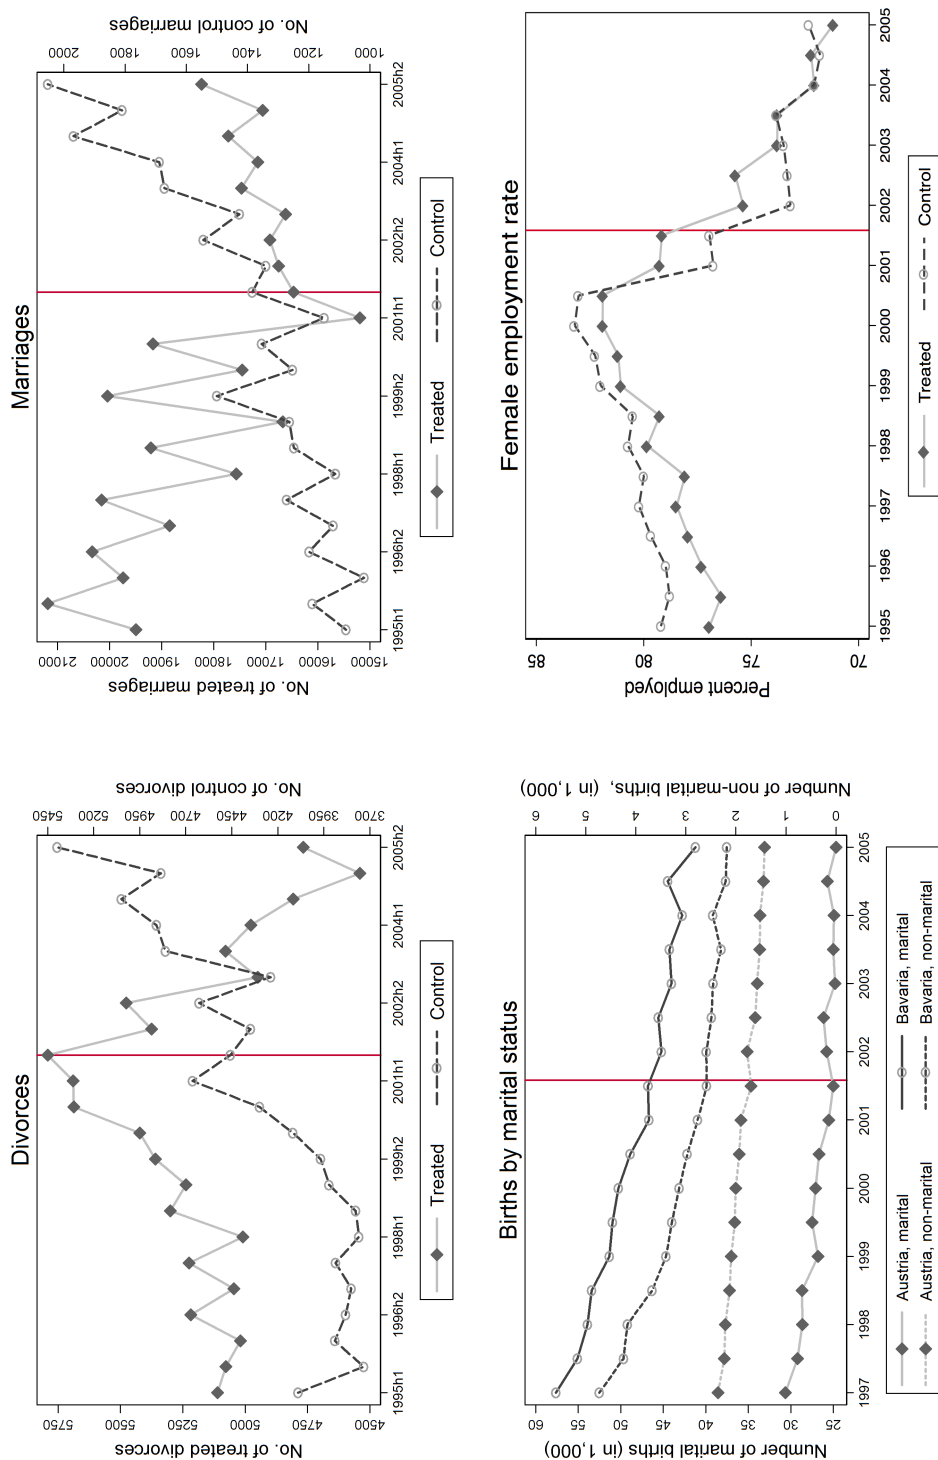 Divorces
No. of treated divorces
5750
5500
5250
5000
4750
4500
No. of control divorces
5450
5200
4950
4700
4450
4200
3950
3700
1995h1
1996h2
1998h1
1999h2
2001h1
2002h2
2004h1
2005h2
Treated
Control
Marriages
No. of treated marriages
21000
20000
19000
18000
17000
16000
15000
No. of control marriages
2000
1800
1600
1400
1200
1000
1995h1
1996h2
1998h1
1999h2
2001h1
2002h2
2004h1
2005h2
Treated
Control
Births by marital status
Number of marital births (in 1,000)
60
55
50
45
40
35
30
25
Number of non-marital births, (in 1,000)
6
5
4
3
2
1
0
1997
1998
1999
2000
2001
2002
2003
2004
2005
Austria, marital
Bavaria, marital
Austria, non-marital
Bavaria, non-marital
Female employment rate
Percent employed
85
80
75
70
1995
1996
1997
1998
1999
2000
2001
2002
2003
2004
2005
Treated
Control